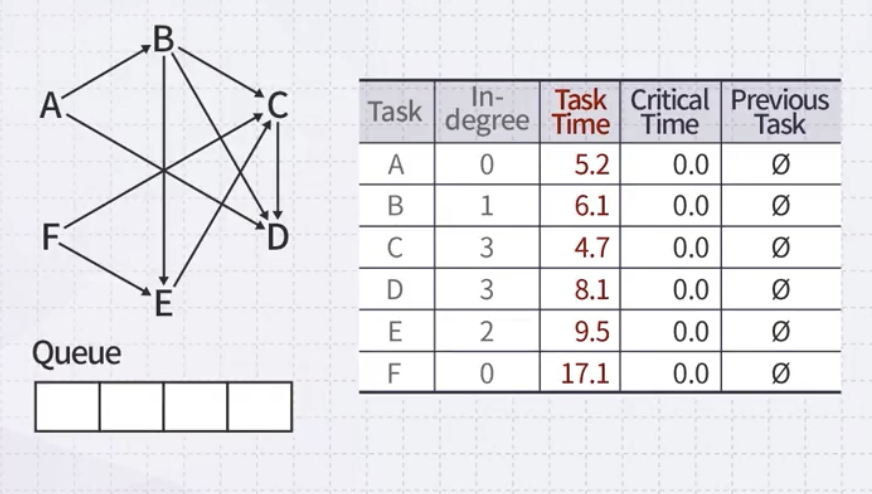 B
A
C
F
D
E
Queue
Task In-degree Task Time Critical Time Previous Task
A 0 5.2 0.0 Ø
B 1 6.1 0.0 Ø
C 3 4.7 0.0 Ø
D 3 8.1 0.0 Ø
E 2 9.5 0.0 Ø
F 0 17.1 0.0 Ø